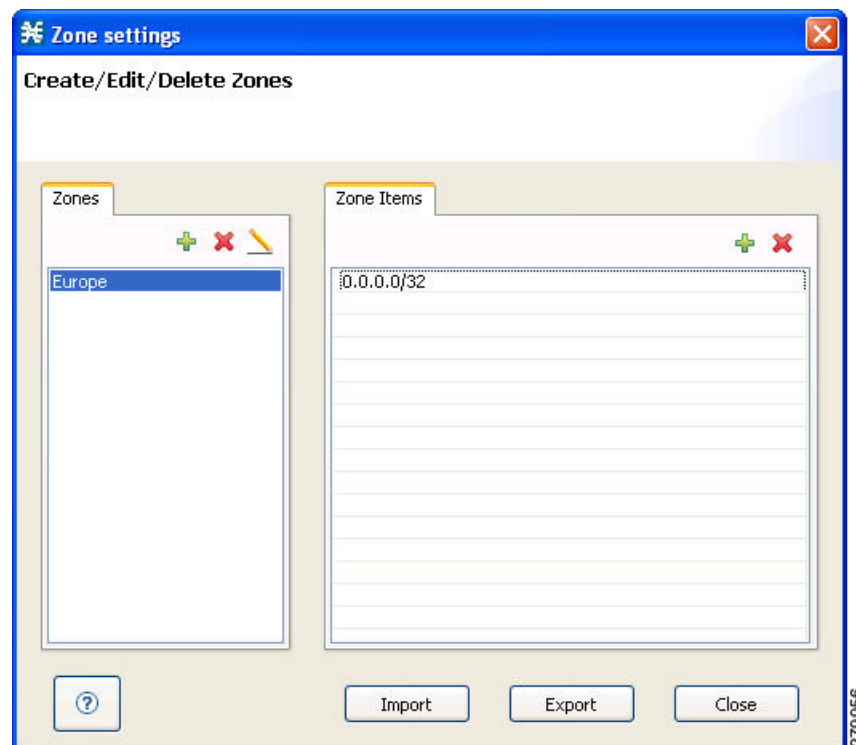 Zone settings
Create/Edit/Delete Zones
Zones
Zone Items
Europe
0.0.0.0/32
?
Import
Export
Close